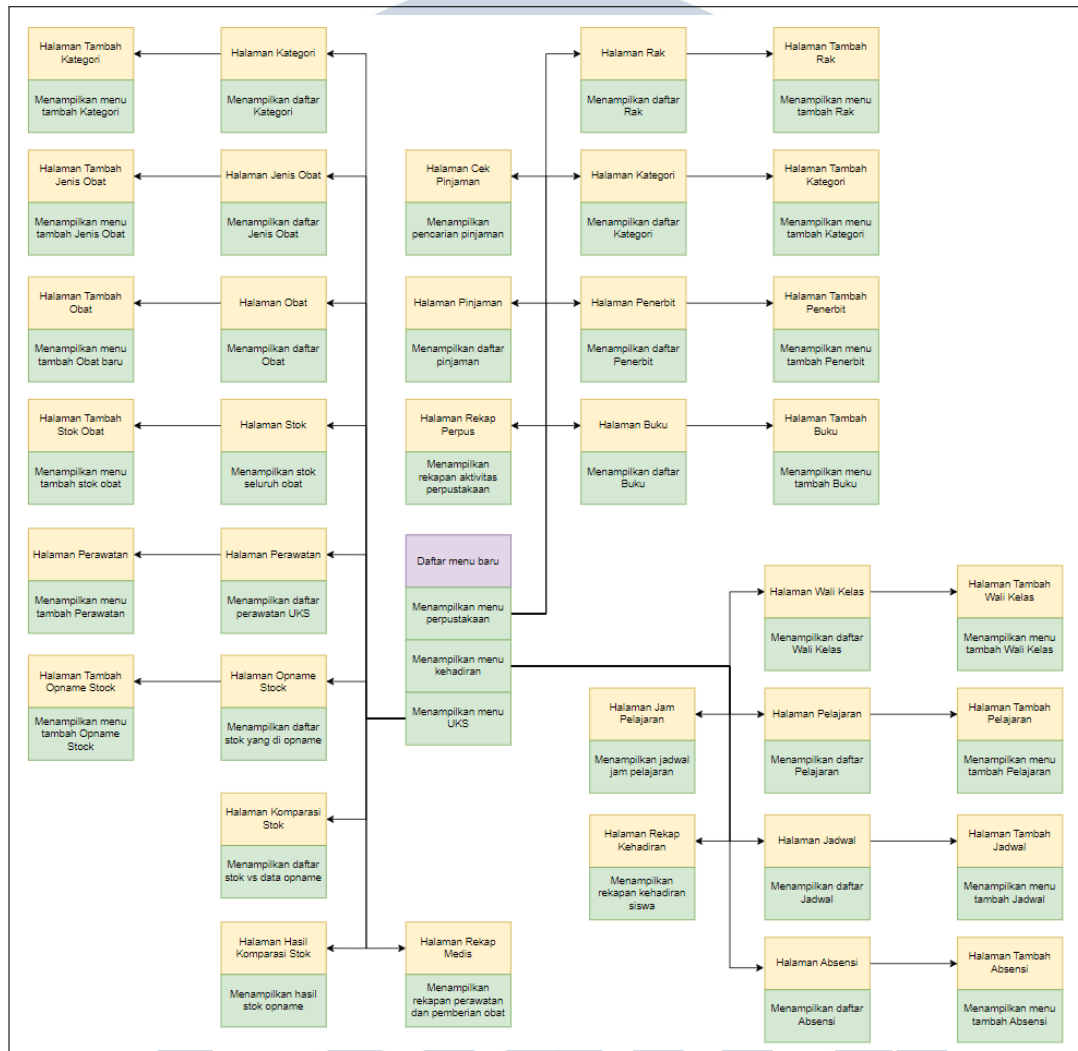 Halaman Tambah
Kategori
Menampilkan menu
tambah Kategori
Halaman Kategori
Menampilkan daftar
Kategori
Halaman Rak
Menampilkan daftar
Rak
Halaman Tambah
Rak
Menampilkan menu
tambah Rak
Halaman Tambah
Jenis Obat
Menampilkan menu
tambah Jenis Obat
Halaman Jenis Obat
Menampilkan daftar
Jenis Obat
Halaman Cek
Pinjaman
Menampilkan
pencarian pinjaman
Halaman Kategori
Menampilkan daftar
Kategori
Halaman Tambah
Kategori
Menampilkan menu
tambah Kategori
Halaman Tambah
Obat
Menampilkan menu
tambah Obat baru
Halaman Obat
Menampilkan daftar
Obat
Halaman Pinjaman
Menampilkan daftar
pinjaman
Halaman Penerbit
Menampilkan daftar
Penerbit
Halaman Tambah
Penerbit
Menampilkan menu
tambah Penerbit
Halaman Tambah
Stok Obat
Menampilkan menu
tambah stok obat
Halaman Stok
Menampilkan stok
seluruh obat
Halaman Rekap
Perpus
Menampilkan
rekapan aktivitas
perpustakaan
Halaman Buku
Menampilkan daftar
Buku
Halaman Tambah
Buku
Menampilkan menu
tambah Buku
Halaman Perawatan
Menampilkan menu
tambah Perawatan
Halaman Perawatan
Menampilkan daftar
perawatan UKS
Daftar menu baru
Menampilkan menu
perpustakaan
Menampilkan menu
kehadiran
Menampilkan menu
UKS
Halaman Wali Kelas
Menampilkan daftar
Wali Kelas
Halaman Tambah
Wali Kelas
Menampilkan menu
tambah Wali Kelas
Halaman Tambah
Opname Stock
Menampilkan menu
tambah Opname
Stock
Halaman Opname
Stock
Menampilkan daftar
stok yang di opname
Halaman Jam
Pelajaran
Menampilkan jadwal
jam pelajaran
Halaman Pelajaran
Menampilkan daftar
Pelajaran
Halaman Tambah
Pelajaran
Menampilkan menu
tambah Pelajaran
Halaman Komparasi
Stok
Menampilkan daftar
stok vs data opname
Halaman Rekap
Kehadiran
Menampilkan
rekapan kehadiran
siswa
Halaman Jadwal
Menampilkan daftar
Jadwal
Halaman Tambah
Jadwal
Menampilkan menu
tambah Jadwal
Halaman Hasil
Komparasi Stok
Menampilkan hasil
stok opname
Halaman Rekap
Medis
Menampilkan
rekapan perawatan
dan pemberian obat
Halaman Absensi
Menampilkan daftar
Absensi
Halaman Tambah
Absensi
Menampilkan menu
tambah Absensi